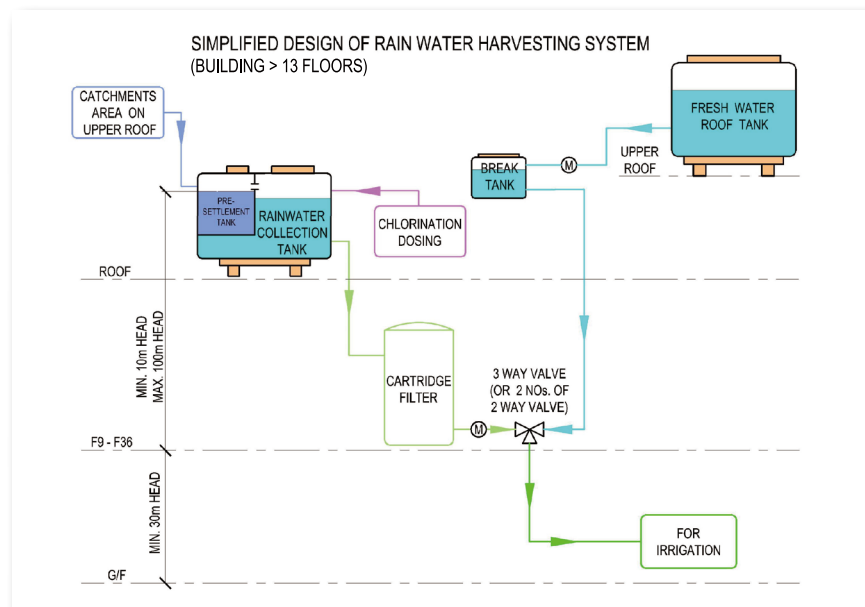 SIMPLIFIED DESIGN OF RAIN WATER HARVESTING SYSTEM
(BUILDING > 13 FLOORS)
CATCHMENTS
AREA ON
UPPER ROOF
FRESH WATER
ROOF TANK
UPPER
ROOF
M
BREAK
TANK
PRE-
SETTLEMENT
TANK
RAINWATER
COLLECTION
TANK
CHLORINATION
DOSING
ROOF
MIN. 10m HEAD
MAX. 100m HEAD
CARTRIDGE
FILTER
3 WAY VALVE
(OR 2 NOs. OF
2 WAY VALVE)
M
F9 - F36
MIN. 30m HEAD
FOR
IRRIGATION
G/F